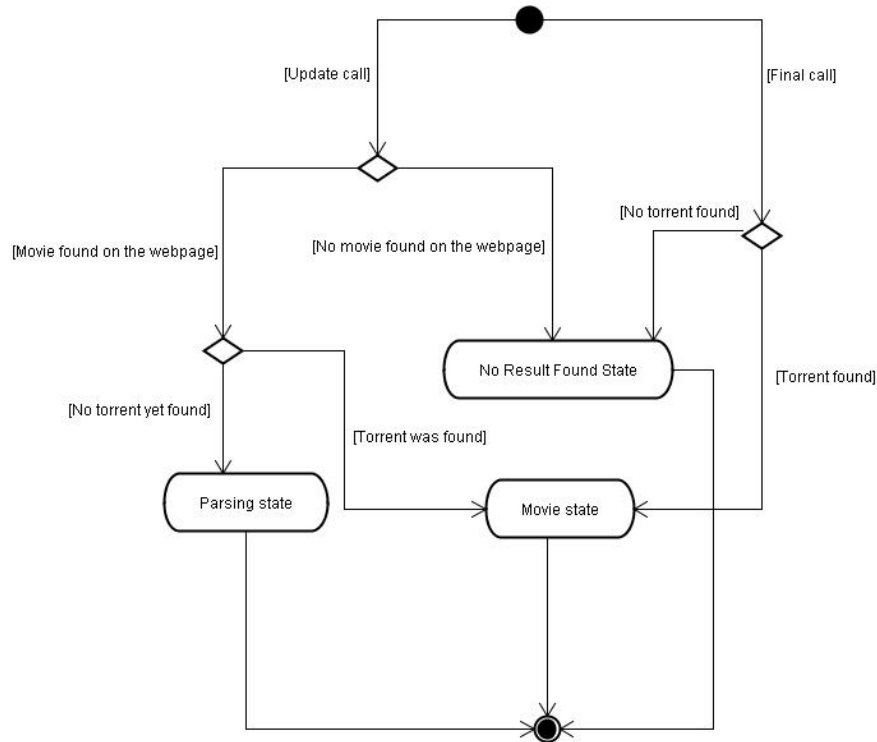 [Update call]
[Final call]
[No torrent found]
[Movie found on the webpage]
[No movie found on the webpage]
No Result Found State
[Torrent found]
[No torrent yet found]
[Torrent was found]
Parsing state
Movie state